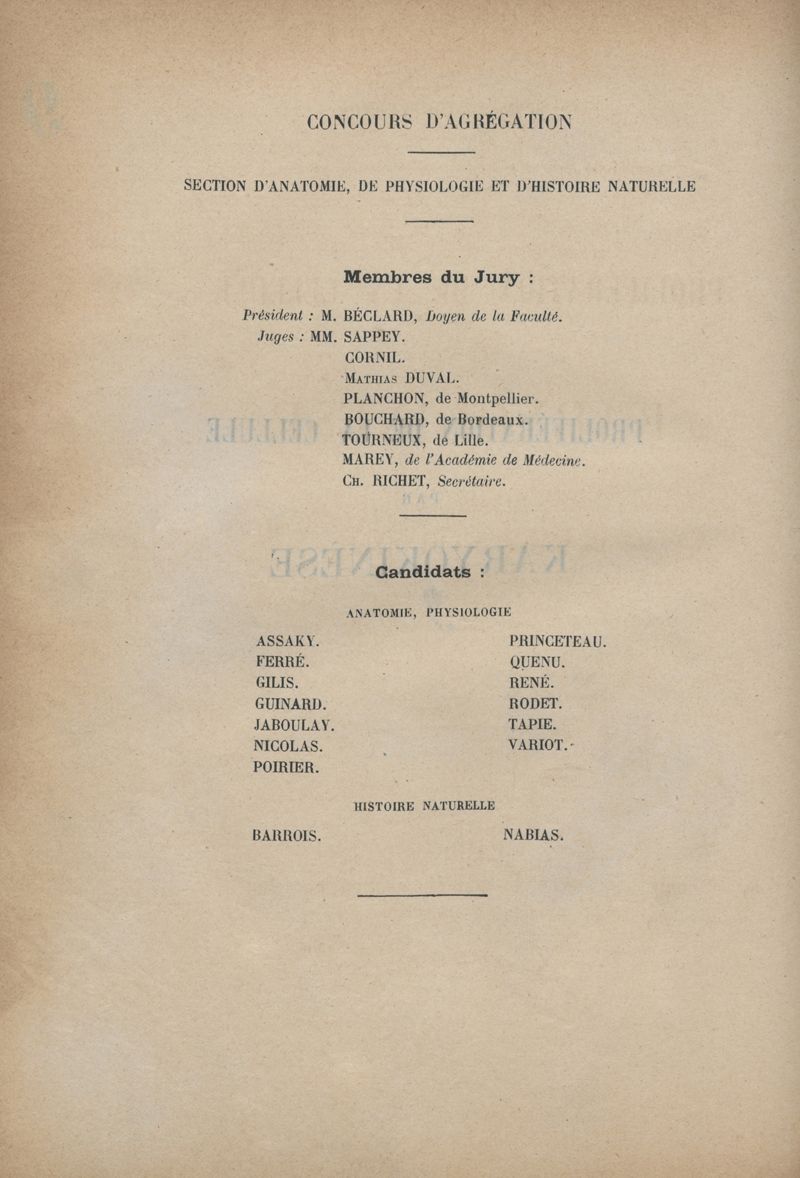 CONCOURS D'AGRÉGATION
SECTION D'ANATOMIE, DE PHYSIOLOGIE ET D'HISTOIRE NATURELLE
Membres du Jury :
Président : M. BÉCLARD, Doyen de la Faculté.
Juges : MM. SAPPEY.
CORNIL.
MATHIAS DUVAL.
PLANCHON, de Montpellier.
BOUCHARD, de Bordeaux.
TOURNEUX, de Lille.
MAREY, de l'Académie de Médecine.
CH. RICHET, Secrétaire.
Candidats :
ANATOMIE, PHYSIOLOGIE
ASSAKY. PRINCETEAU.
FERRÉ. QUENU.
GILIS. RENÉ.
GUINARD. RODET.
JABOULAY. TAPIE.
NICOLAS. VARIOT.
POIRIER.
HISTOIRE NATURELLE
BARROIS. NABIAS.